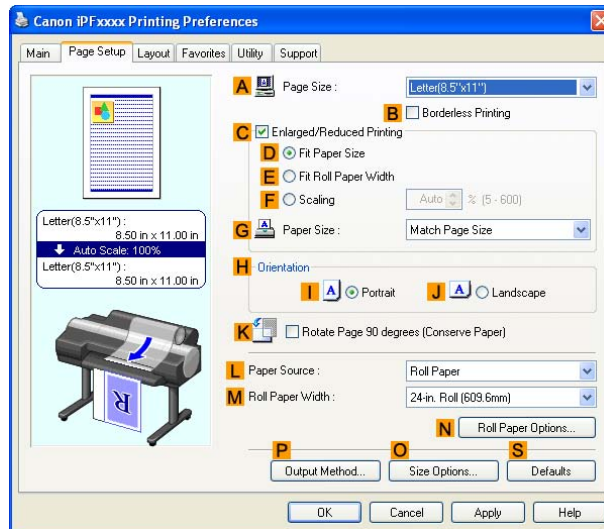 Canon iPFxxxx Printing Preferences
Main Page Setup Layout Favorites Utility Support
A Page Size : Letter(8.5"x11")
B Borderless Printing
C Enlarged/Reduced Printing
D Fit Paper Size
E Fit Roll Paper Width
F Scaling Auto % (5 - 600)
G Paper Size : Match Page Size
Letter(8.5"x11") :
8.50 in x 11.00 in
Auto Scale: 100%
Letter(8.5"x11") :
8.50 in x 11.00 in
H Orientation
I A Portrait J A Landscape
K Rotate Page 90 degrees (Conserve Paper)
R
L Paper Source : Roll Paper
M Roll Paper Width : 24-in. Roll (609.6mm)
N Roll Paper Options...
P O S
Output Method... Size Options... Defaults
OK Cancel Apply Help